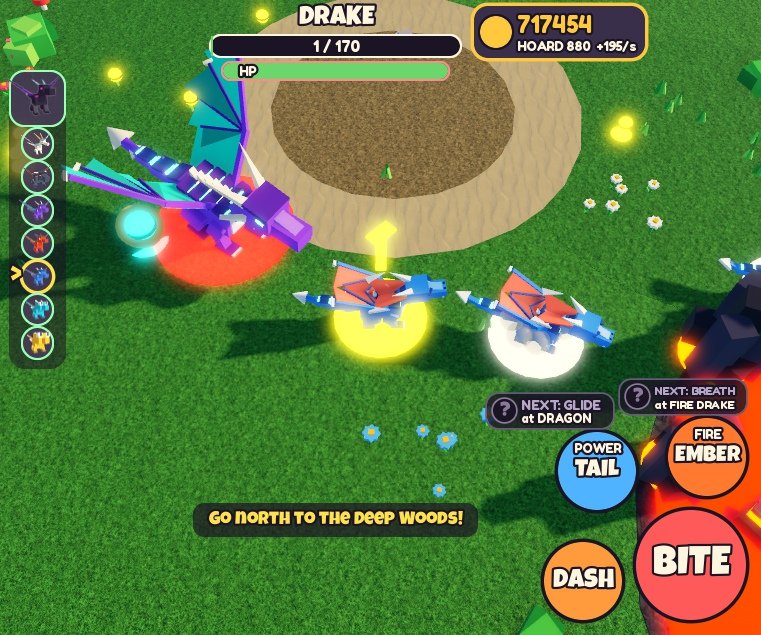 DRAKE
1 / 170
HP
717454
HOARD 880 +195/s
>
? NEXT: GLIDE
at DRAGON
? NEXT: BREATH
at FIRE DRAKE
POWER
TAIL
FIRE
EMBER
GO NORTH TO THE DEEP WOODS!
DASH
BITE